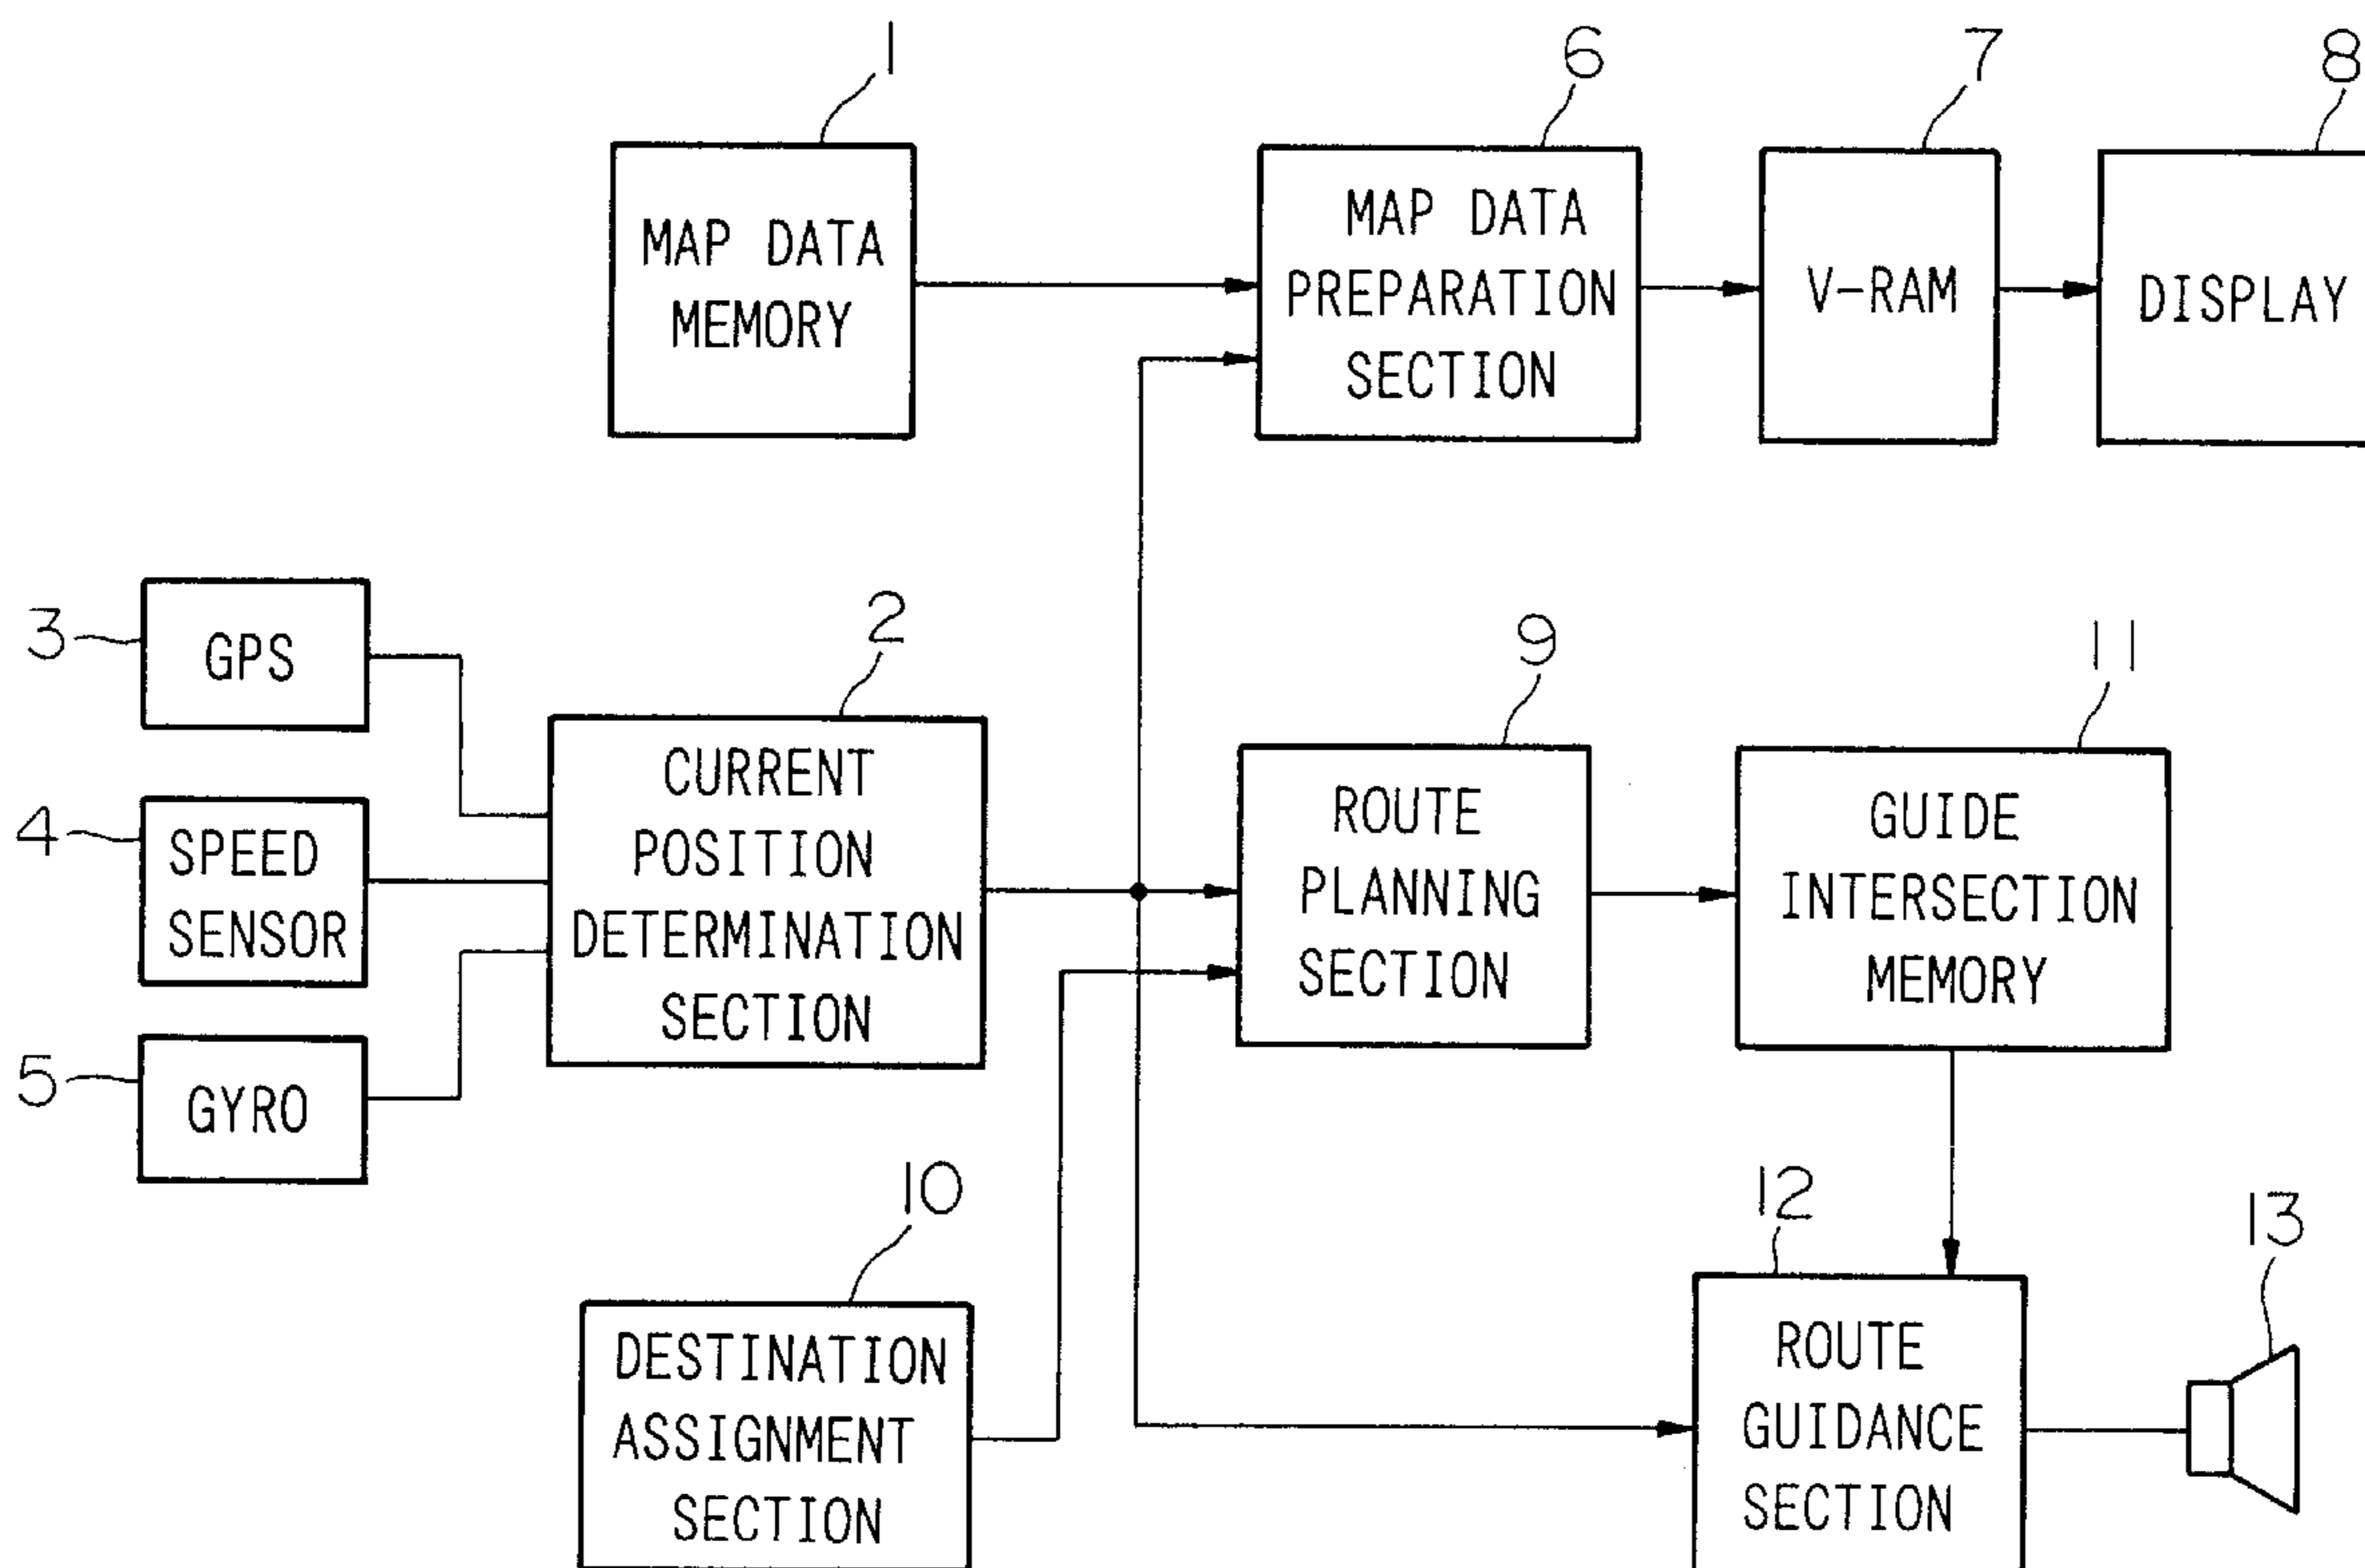 1
6
7
8
MAP DATA
MEMORY
MAP DATA
PREPARATION
SECTION
V-RAM
DISPLAY
3
GPS
4
SPEED
SENSOR
5
GYRO
2
CURRENT
POSITION
DETERMINATION
SECTION
9
ROUTE
PLANNING
SECTION
11
GUIDE
INTERSECTION
MEMORY
10
DESTINATION
ASSIGNMENT
SECTION
12
ROUTE
GUIDANCE
SECTION
13